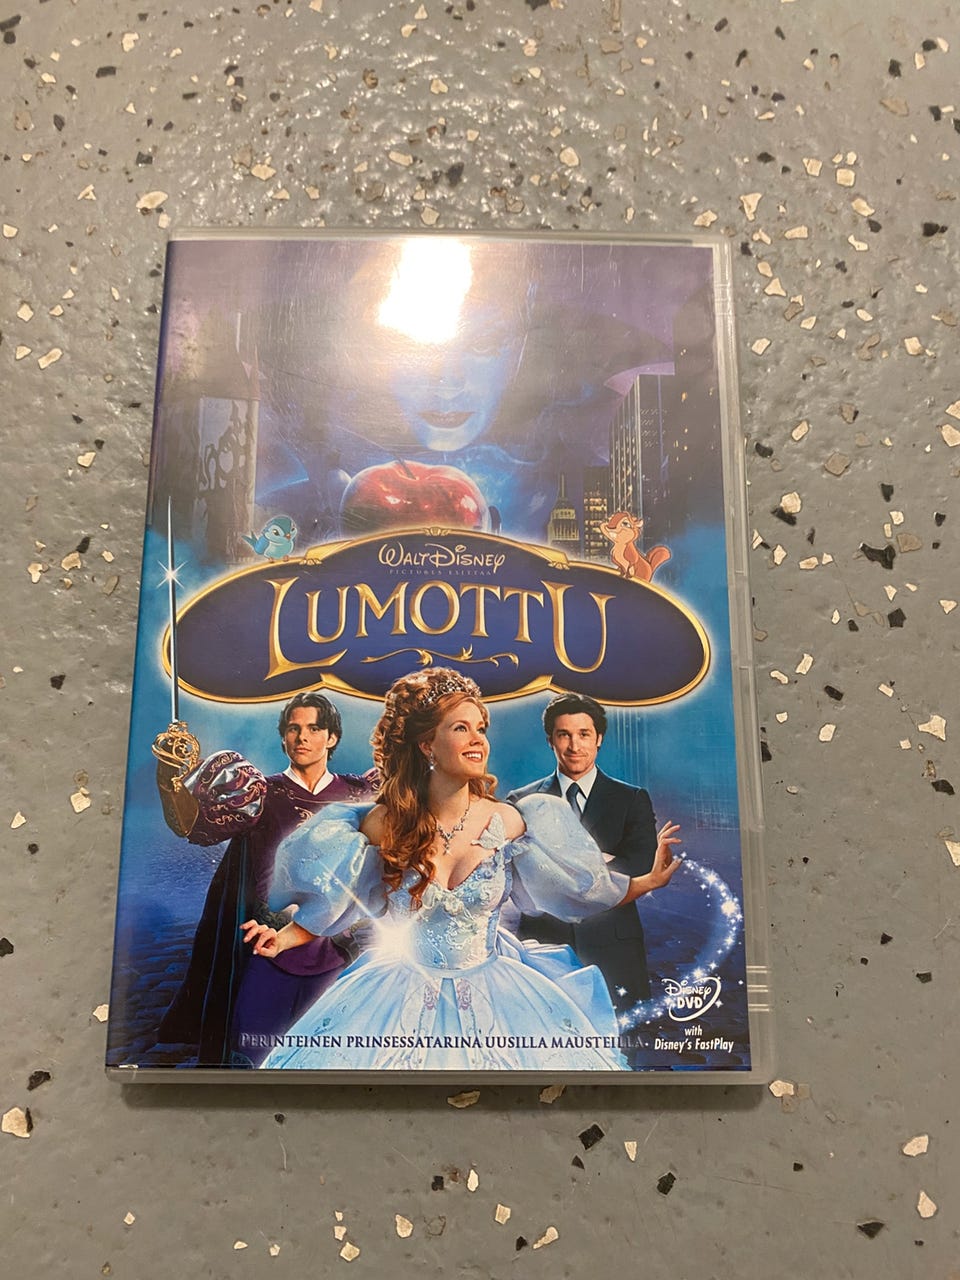 WALT DISNEY
PICTURES ESITTÄÄ
LUMOTTU
DISNEY
DVD
with
Disney's FastPlay
PERINTEINEN PRINSESSATARINA UUSILLA MAUSTEILLA.